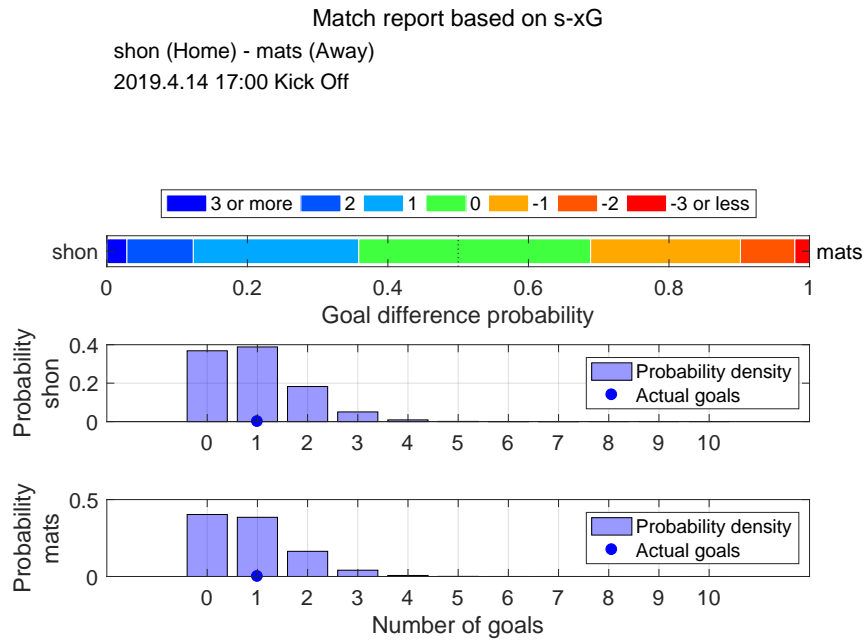 Match report based on s-xG
shon (Home) - mats (Away)
2019.4.14 17:00 Kick Off
3 or more 2 1 0 -1 -2 -3 or less
shon mats
0 0.2 0.4 0.6 0.8 1
Goal difference probability
Probability
shon
0.4
0.2
0
Probability density
Actual goals
0 1 2 3 4 5 6 7 8 9 10
Probability
mats
0.5
0
Probability density
Actual goals
0 1 2 3 4 5 6 7 8 9 10
Number of goals